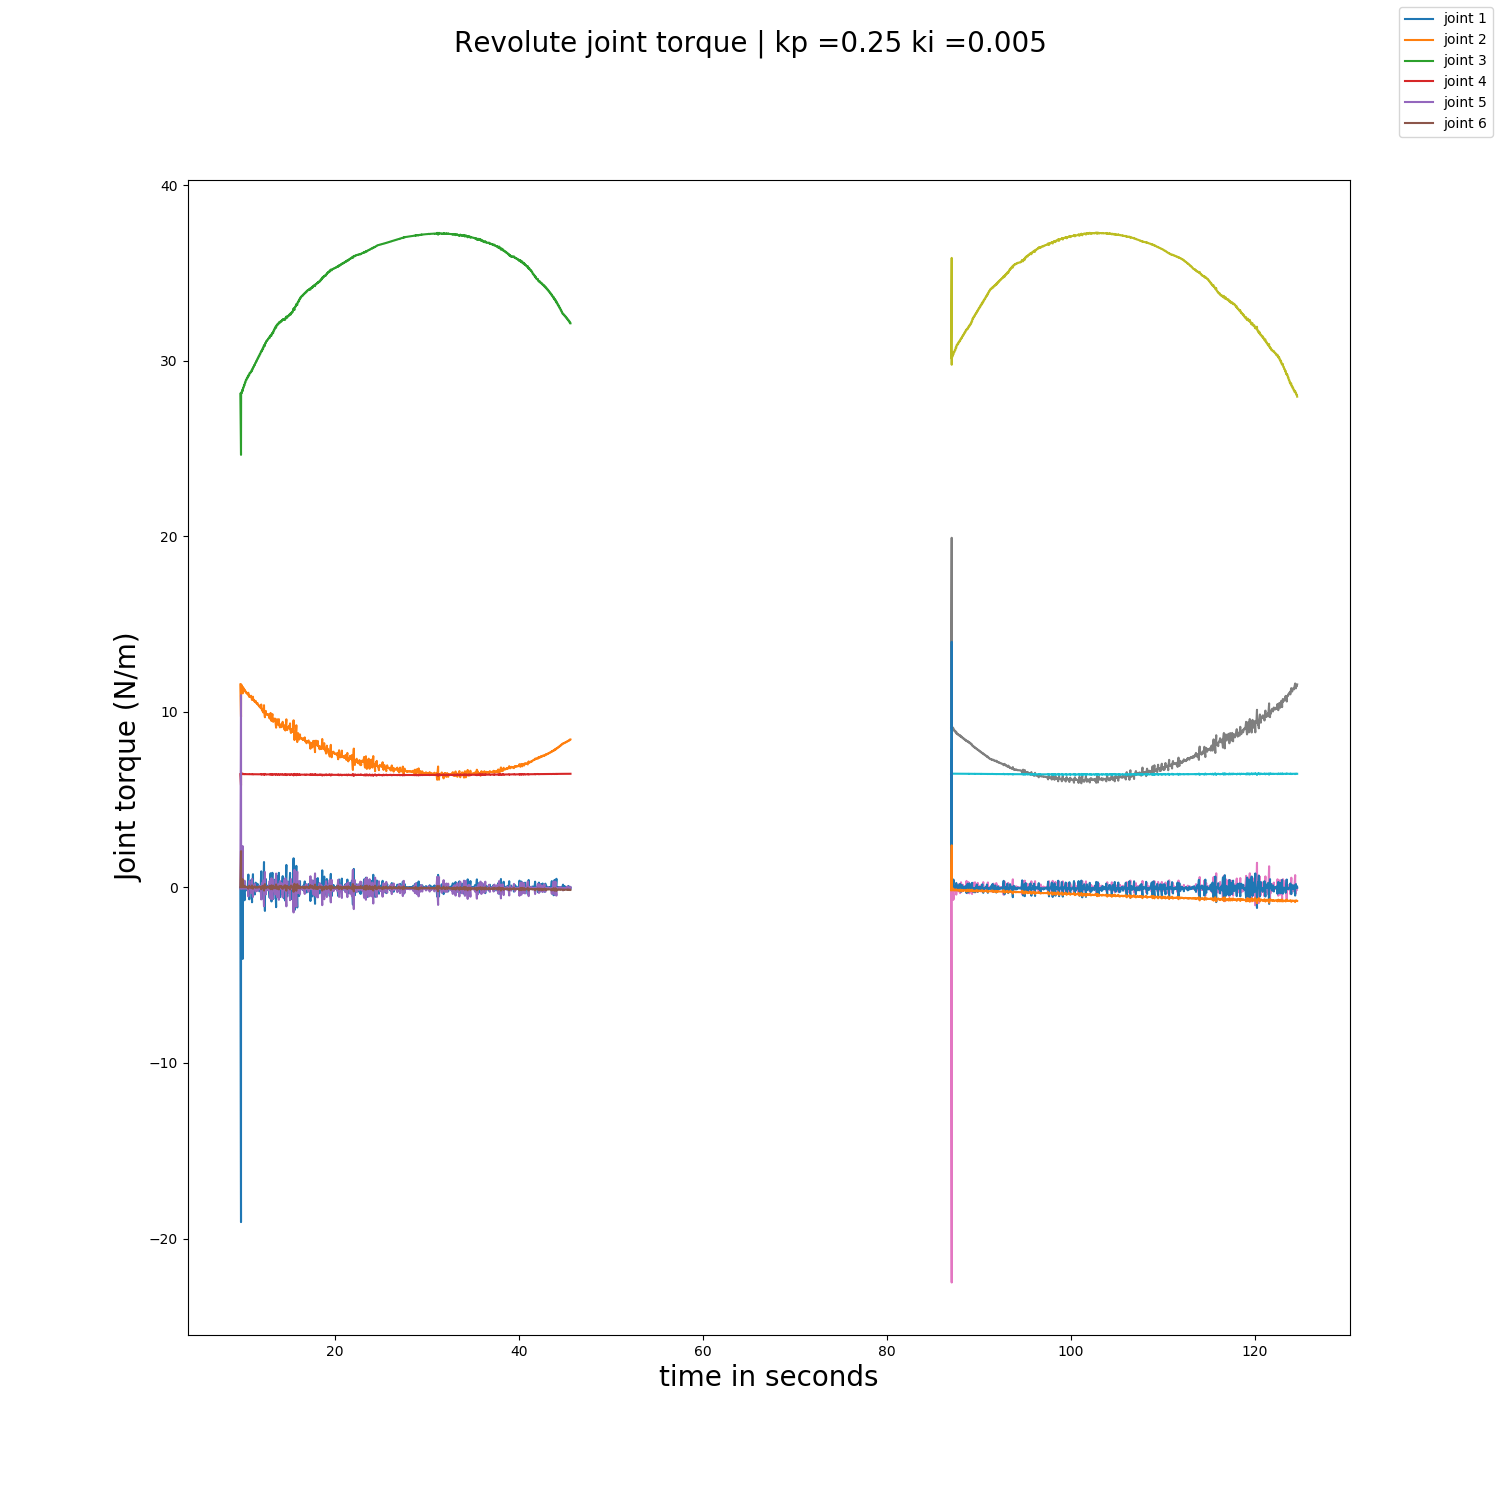 Revolute joint torque | kp =0.25 ki =0.005
joint 1
joint 2
joint 3
joint 4
joint 5
joint 6
Joint torque (N/m)
40
30
20
10
0
−10
−20
20
40
60
80
100
120
time in seconds